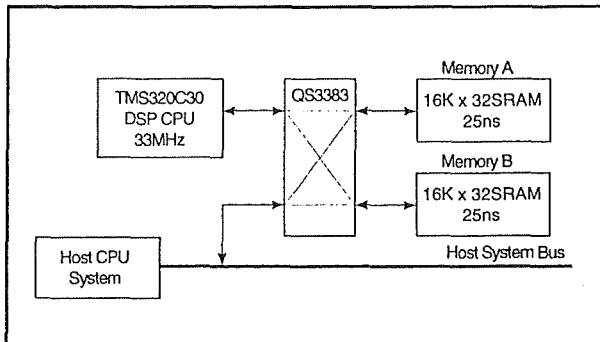 TMS320C30
DSP CPU
33MHz
QS3383
Memory A
16K x 32SRAM
25ns
Memory B
16K x 32SRAM
25ns
Host System Bus
Host CPU
System